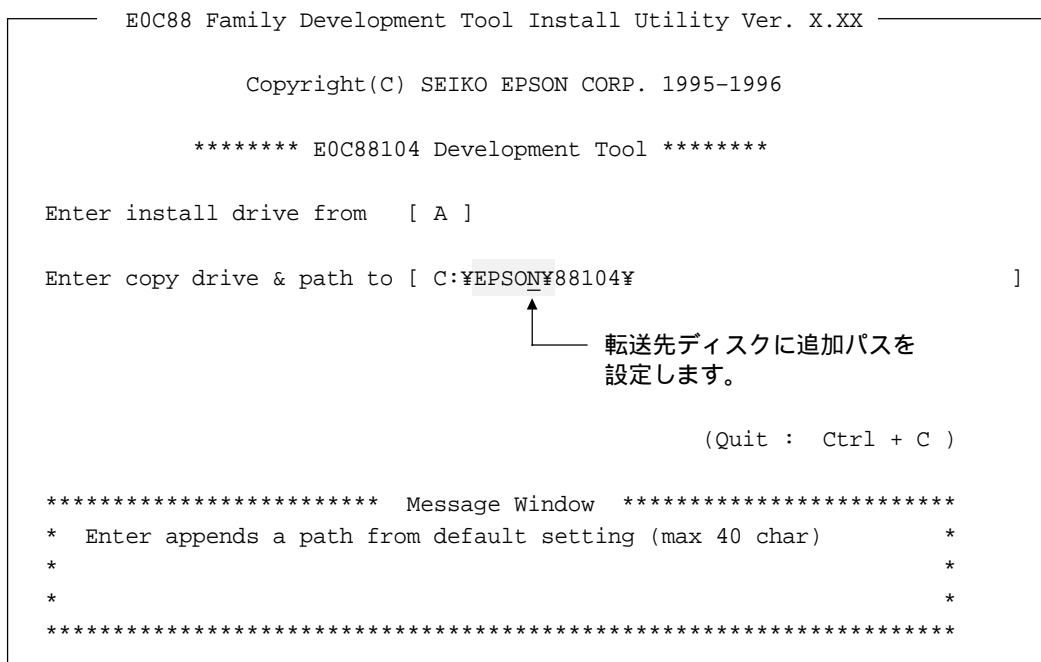 E0C88 Family Development Tool Install Utility Ver. X.XX
Copyright(C) SEIKO EPSON CORP. 1995–1996
******** E0C88104 Development Tool ********
Enter install drive from [ A ]
Enter copy drive & path to [ C:¥EPSON¥88104¥ ]
転送先ディスクに追加パスを
設定します。
(Quit : Ctrl + C )
************************* Message Window *************************
* Enter appends a path from default setting (max 40 char) *
* *
* *
********************************************************************